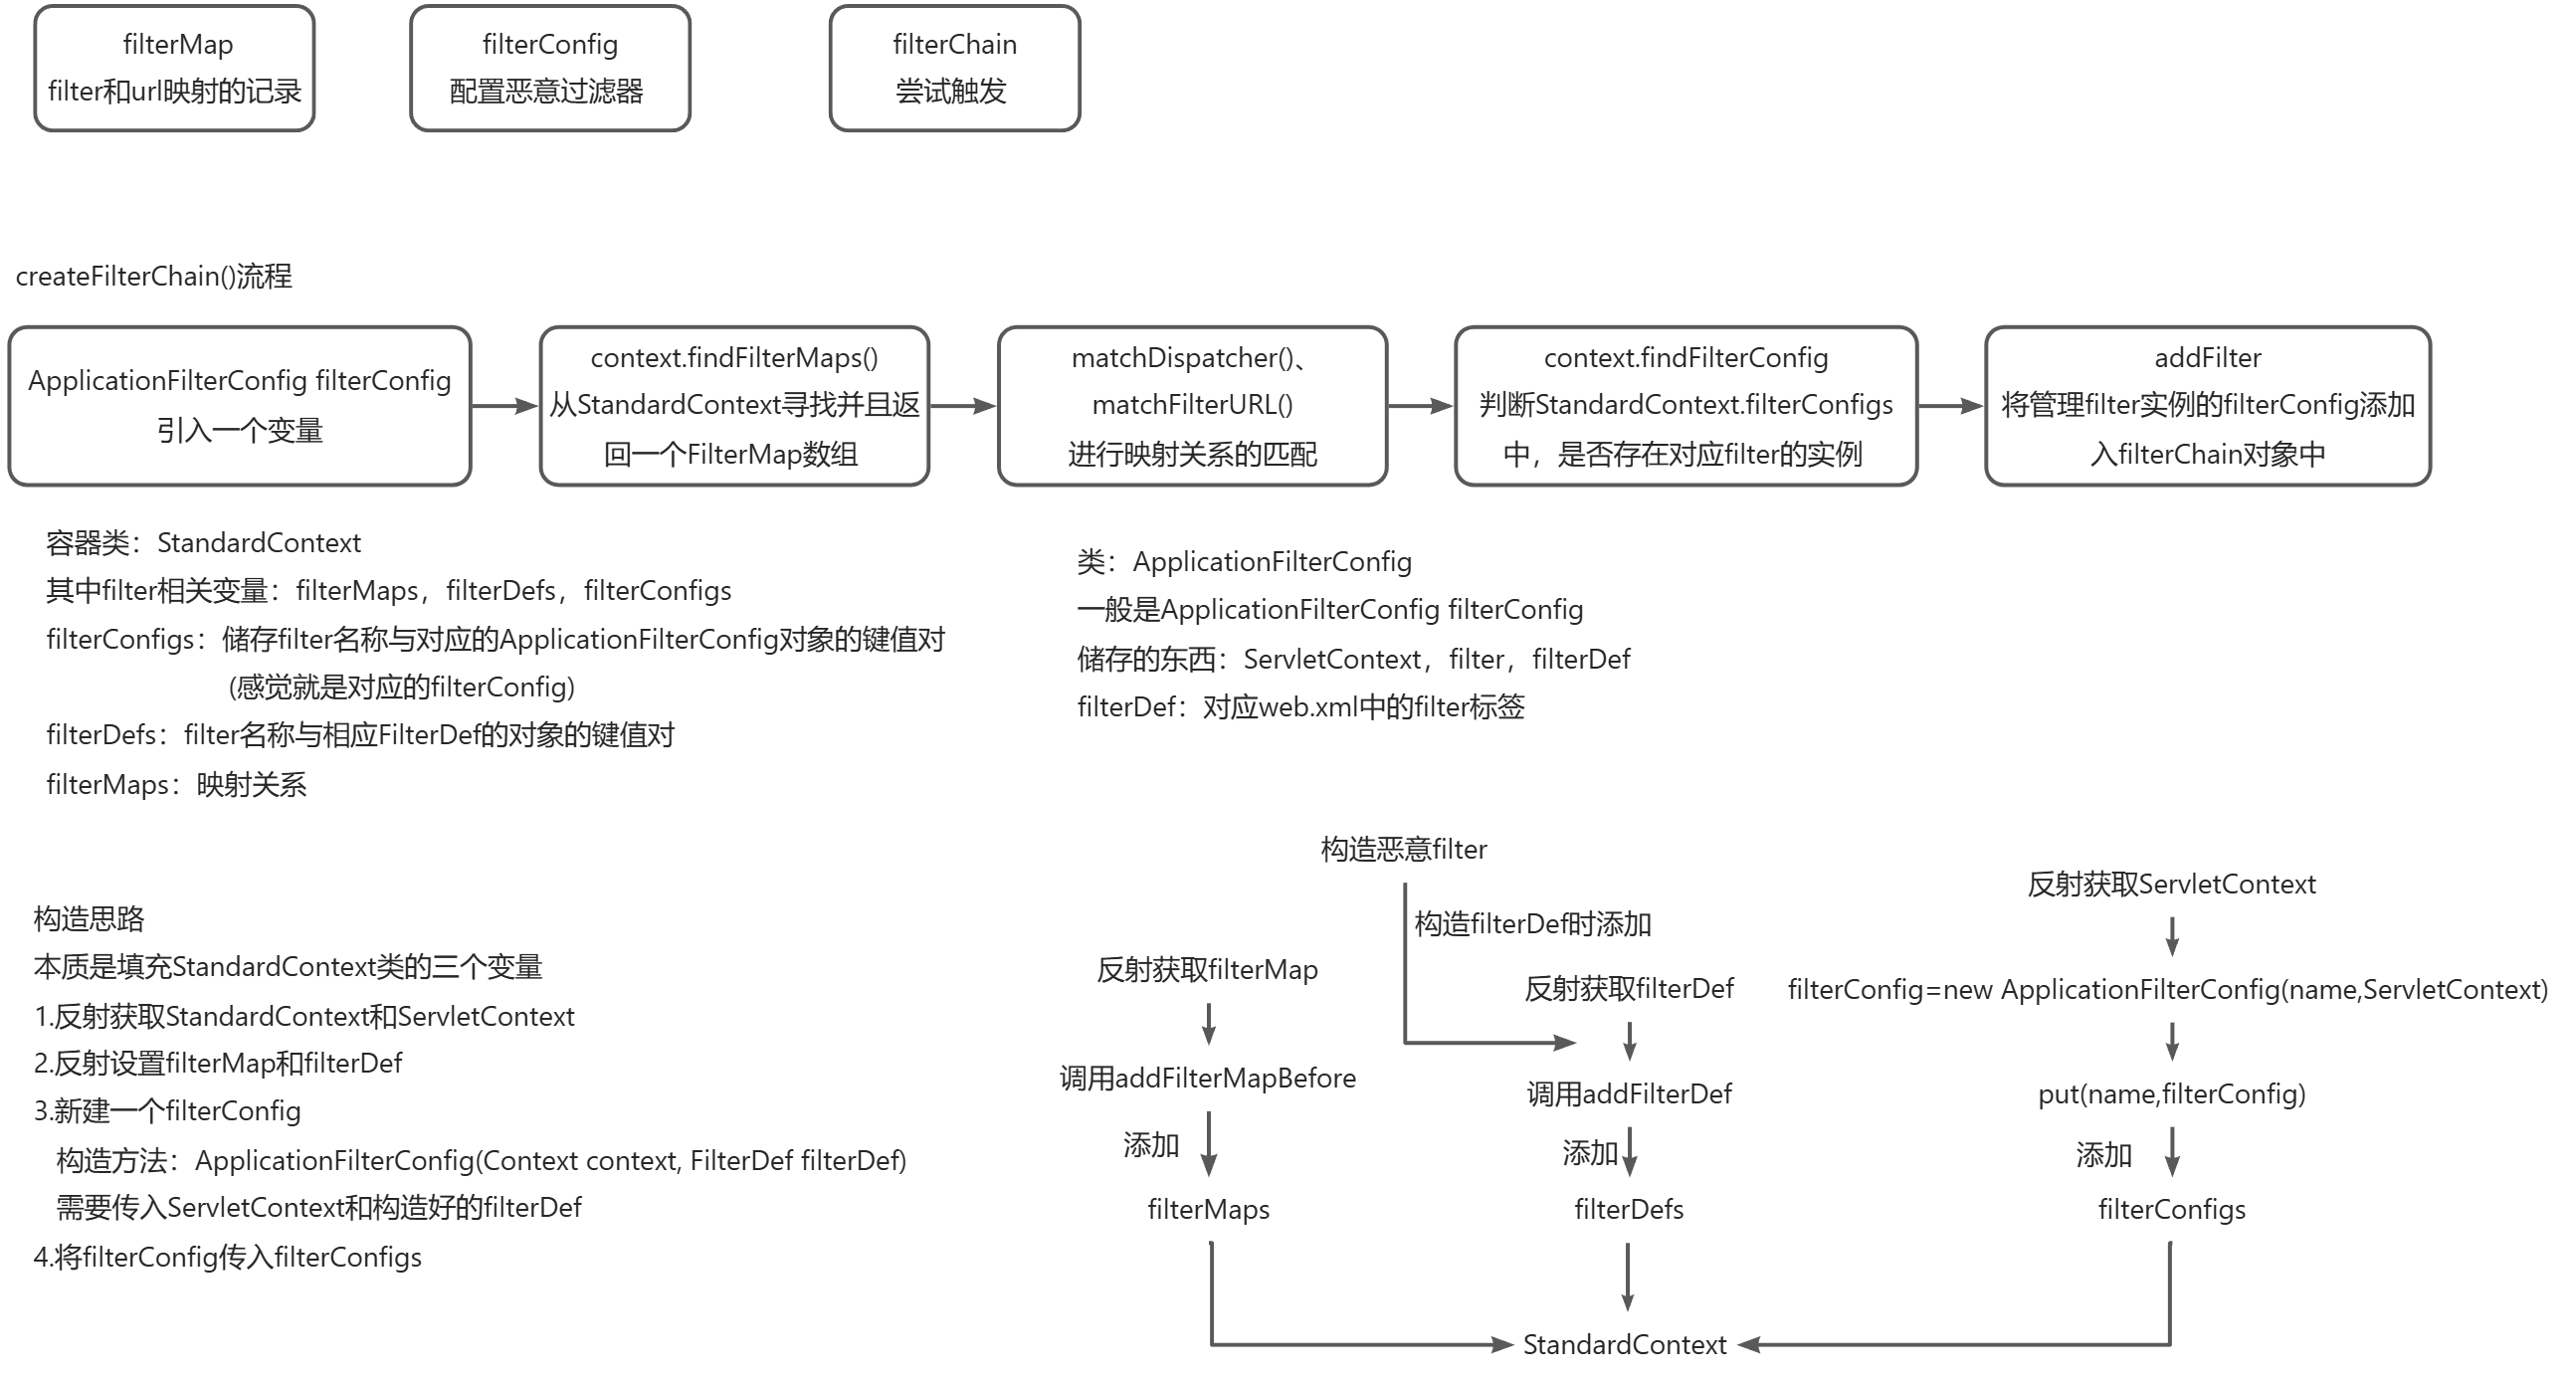 filterMap
filter和url映射的记录
filterConfig
配置恶意过滤器
filterChain
尝试触发
createFilterChain()流程
ApplicationFilterConfig filterConfig
引入一个变量
context.findFilterMaps()
从StandardContext寻找并且返
回一个FilterMap数组
matchDispatcher()、
matchFilterURL()
进行映射关系的匹配
context.findFilterConfig
判断StandardContext.filterConfigs
中，是否存在对应filter的实例
addFilter
将管理filter实例的filterConfig添加
入filterChain对象中
容器类：StandardContext
其中filter相关变量：filterMaps，filterDefs，filterConfigs
filterConfigs：储存filter名称与对应的ApplicationFilterConfig对象的键值对
(感觉就是对应的filterConfig)
filterDefs：filter名称与相应FilterDef的对象的键值对
filterMaps：映射关系
类：ApplicationFilterConfig
一般是ApplicationFilterConfig filterConfig
储存的东西：ServletContext，filter，filterDef
filterDef：对应web.xml中的filter标签
构造思路
本质是填充StandardContext类的三个变量
1.反射获取StandardContext和ServletContext
2.反射设置filterMap和filterDef
3.新建一个filterConfig
构造方法：ApplicationFilterConfig(Context context, FilterDef filterDef)
需要传入ServletContext和构造好的filterDef
4.将filterConfig传入filterConfigs
构造恶意filter
构造filterDef时添加
反射获取filterMap
调用addFilterMapBefore
添加
filterMaps
反射获取filterDef
调用addFilterDef
添加
filterDefs
反射获取ServletContext
filterConfig=new ApplicationFilterConfig(name,ServletContext)
put(name,filterConfig)
添加
filterConfigs
StandardContext